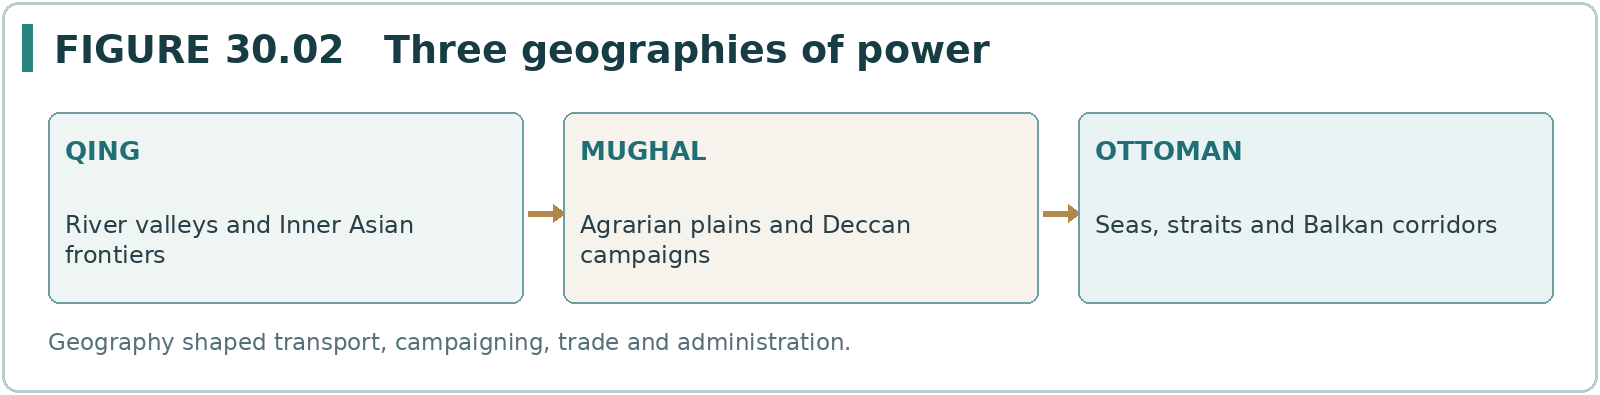 FIGURE 30.02 Three geographies of power
QING
River valleys and Inner Asian
frontiers
MUGHAL
Agrarian plains and Deccan
campaigns
OTTOMAN
Seas, straits and Balkan corridors
Geography shaped transport, campaigning, trade and administration.